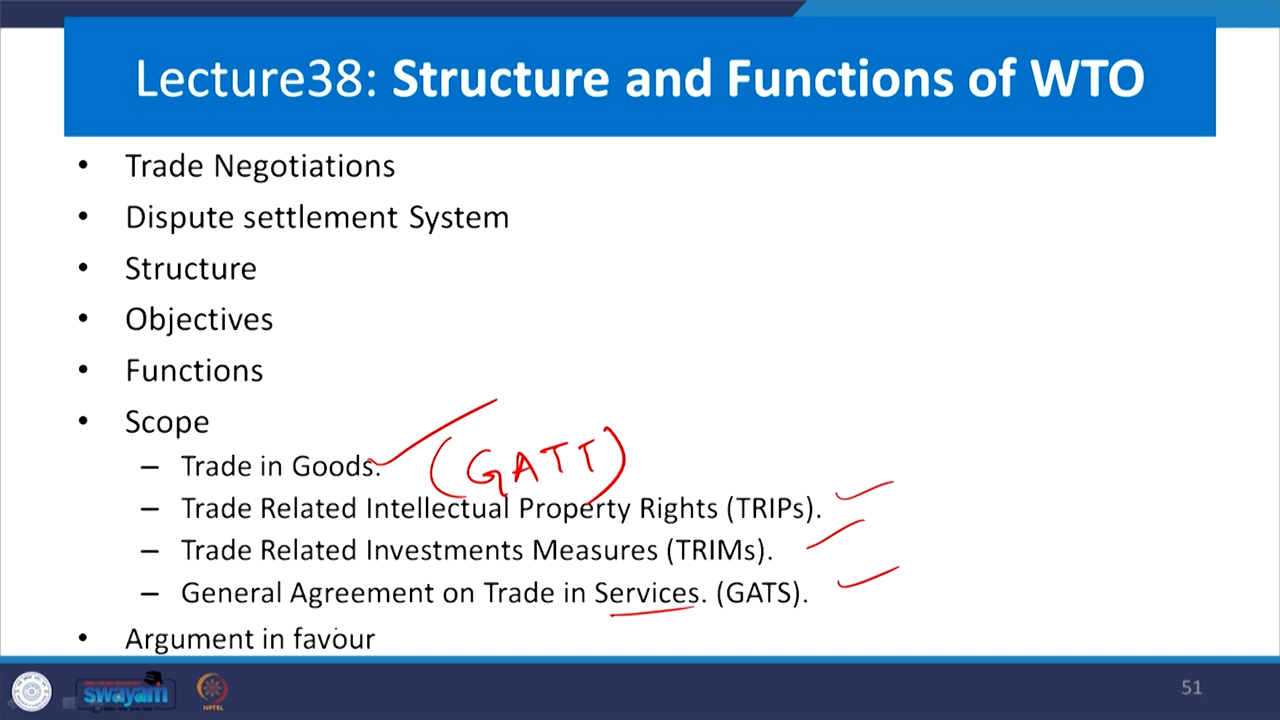 Lecture38: Structure and Functions of WTO
• Trade Negotiations
• Dispute settlement System
• Structure
• Objectives
• Functions
• Scope
– Trade in Goods. (GATT)
– Trade Related Intellectual Property Rights (TRIPs).
– Trade Related Investments Measures (TRIMs).
– General Agreement on Trade in Services. (GATS).
• Argument in favour
swayam
NPTEL
51